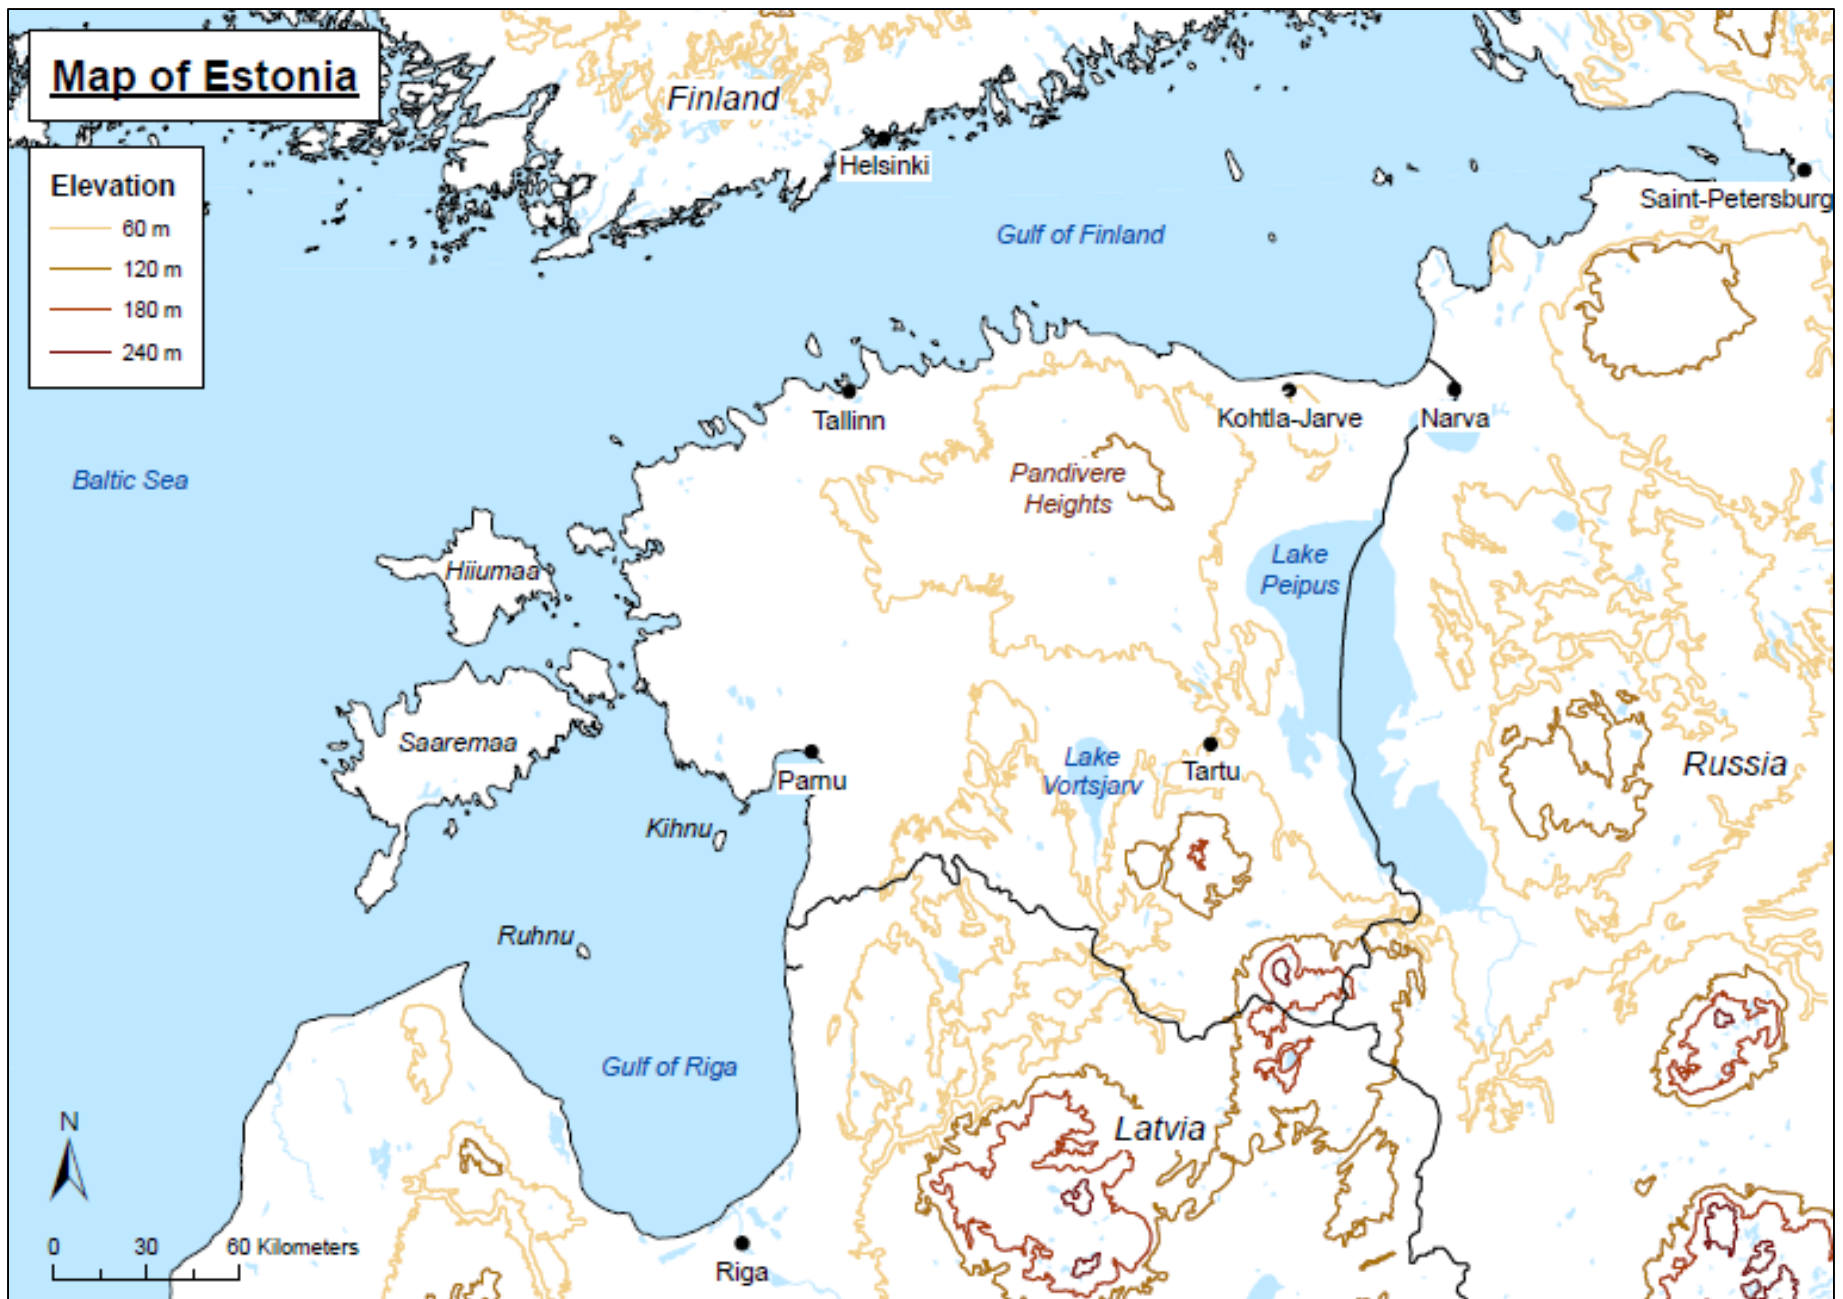 Map of Estonia
Elevation
60 m
120 m
180 m
240 m
Finland
Helsinki
Saint-Petersburg
Gulf of Finland
Tallinn
Kohtla-Jarve
Narva
Baltic Sea
Pandivere
Heights
Lake
Peipus
Hiiumaa
Saaremaa
Lake
Vortsjarv
Tartu
Russia
Parnu
Kihnu
Ruhnu
Gulf of Riga
Latvia
N
0 30 60 Kilometers
Riga